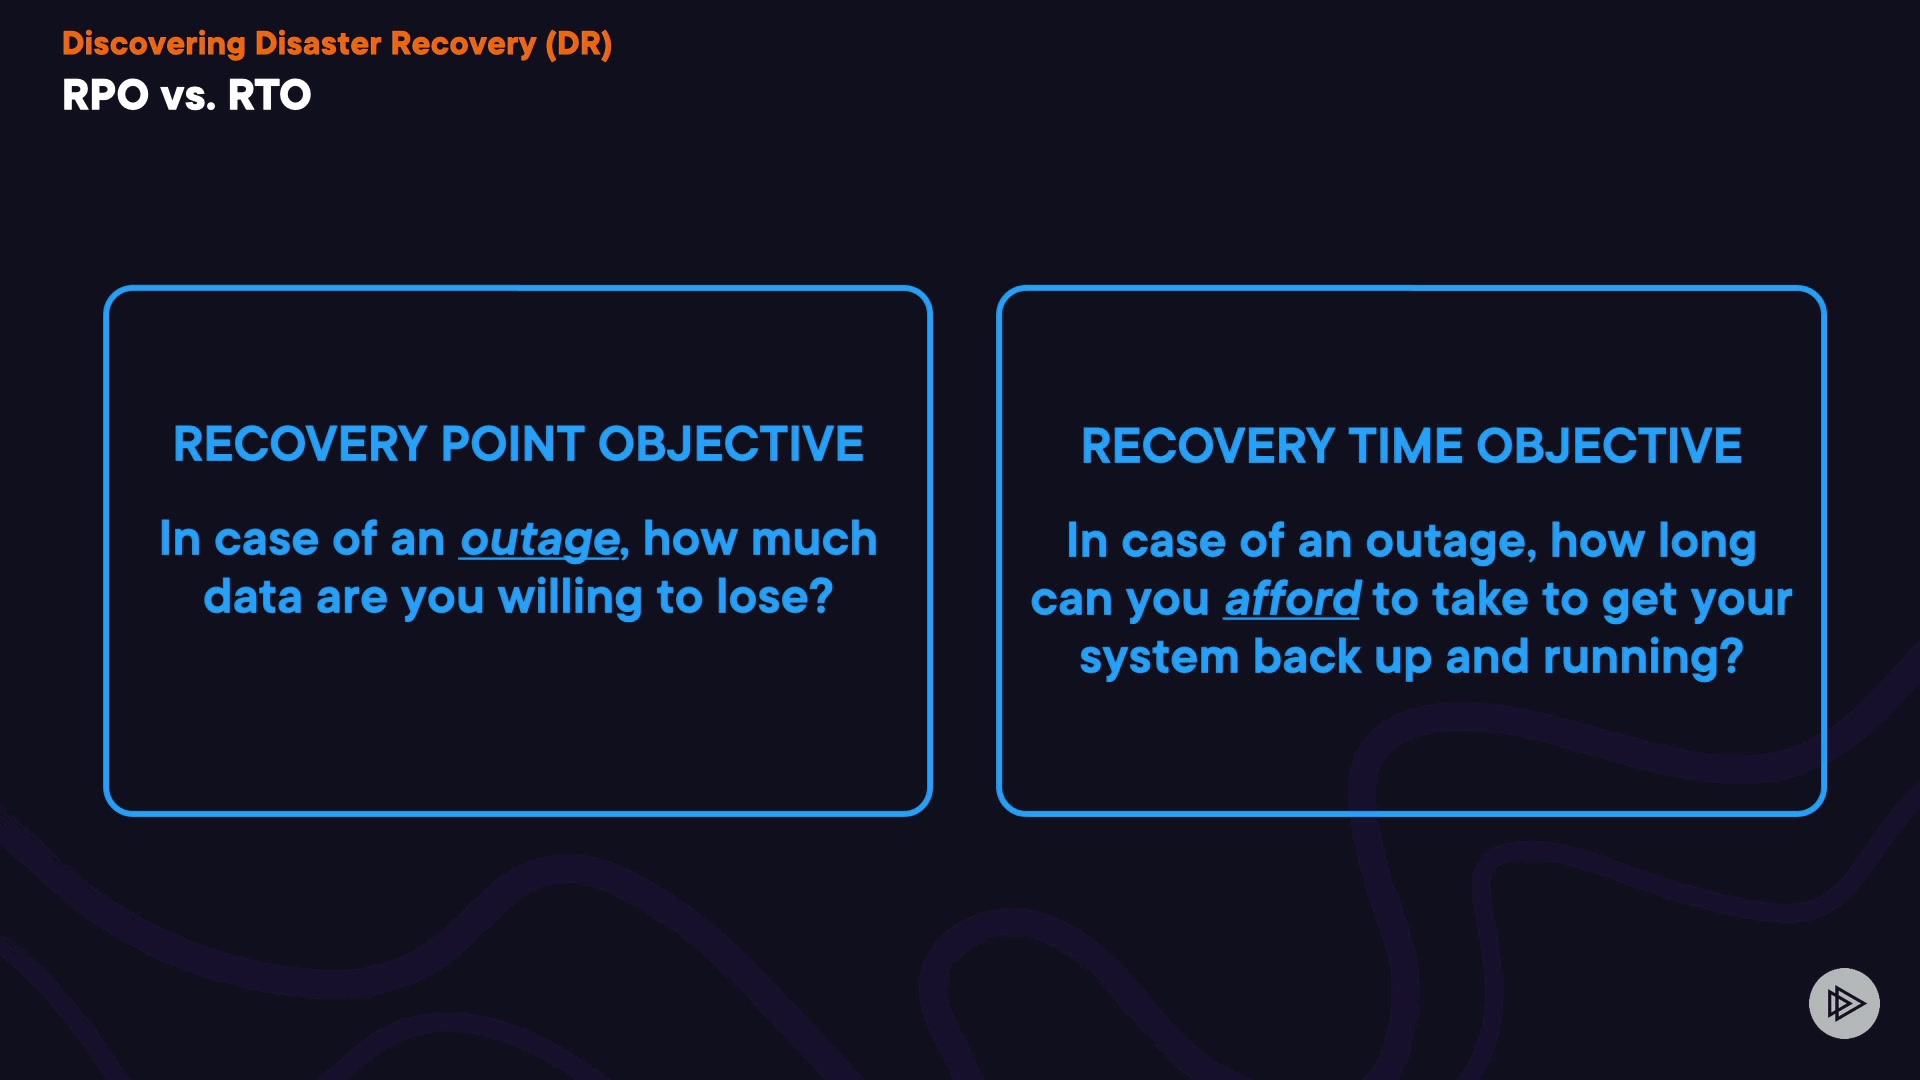 Discovering Disaster Recovery (DR)
RPO vs. RTO
RECOVERY POINT OBJECTIVE
In case of an outage, how much
data are you willing to lose?
RECOVERY TIME OBJECTIVE
In case of an outage, how long
can you afford to take to get your
system back up and running?